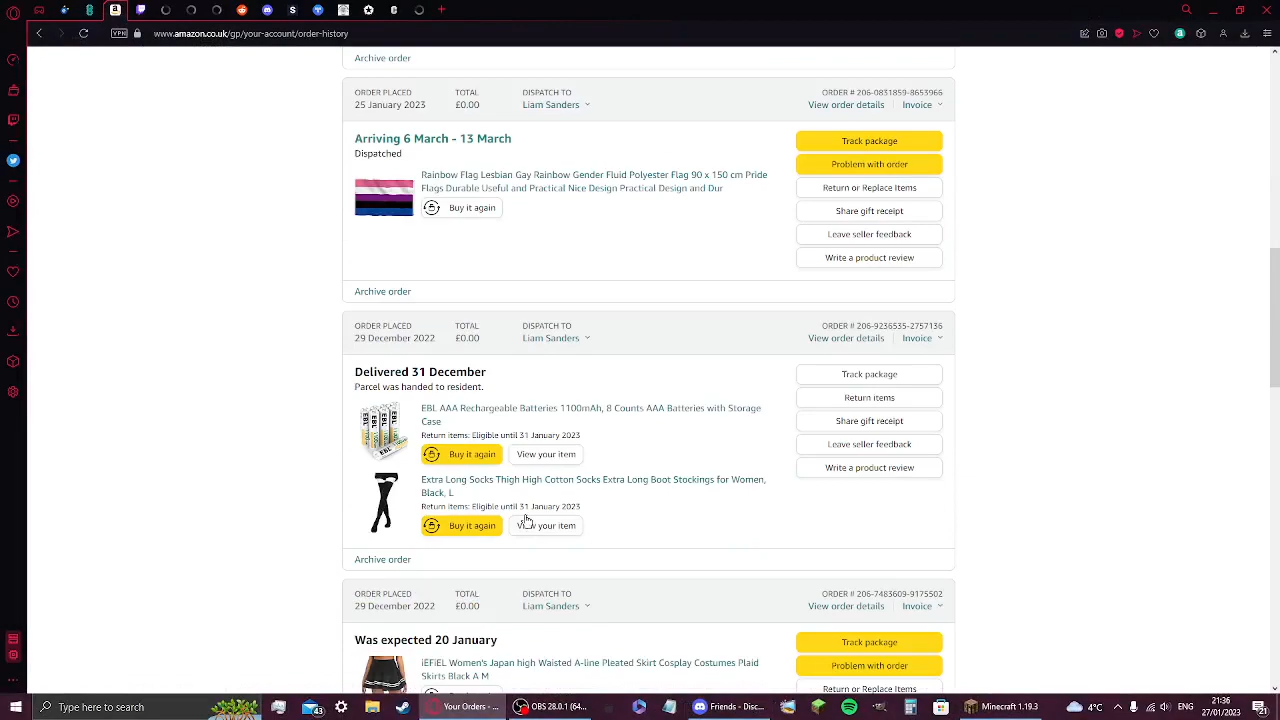 VPN www.amazon.co.uk/gp/your-account/order-history
Archive order
ORDER PLACED TOTAL DISPATCH TO ORDER # 206-0831859-8653966
25 January 2023 £0.00 Liam Sanders View order details Invoice
Arriving 6 March - 13 March
Dispatched
Rainbow Flag Lesbian Gay Rainbow Gender Fluid Polyester Flag 90 x 150 cm Pride
Flags Durable Useful and Practical Nice Design Practical Design and Dur
Buy it again
Track package
Problem with order
Return or Replace Items
Share gift receipt
Leave seller feedback
Write a product review
Archive order
ORDER PLACED TOTAL DISPATCH TO ORDER # 206-9236535-2757136
29 December 2022 £0.00 Liam Sanders View order details Invoice
Delivered 31 December
Parcel was handed to resident.
EBL AAA Rechargeable Batteries 1100mAh, 8 Counts AAA Batteries with Storage
Case
Return items: Eligible until 31 January 2023
Buy it again View your item
Extra Long Socks Thigh High Cotton Socks Extra Long Boot Stockings for Women,
Black, L
Return items: Eligible until 31 January 2023
Buy it again View your item
Track package
Return items
Share gift receipt
Leave seller feedback
Write a product review
Archive order
ORDER PLACED TOTAL DISPATCH TO ORDER # 206-7483609-9175502
29 December 2022 £0.00 Liam Sanders View order details Invoice
Was expected 20 January
iEFiEL Women's Japan high Waisted A-line Pleated Skirt Cosplay Costumes Plaid
Skirts Black A M
Track package
Problem with order
Return or Replace Items
Type here to search
Your Orders - ...
OBS 28.0.1 (64-...
Friends - Discord
Minecraft 1.19.3
4°C
ENG
21:36
27/01/2023